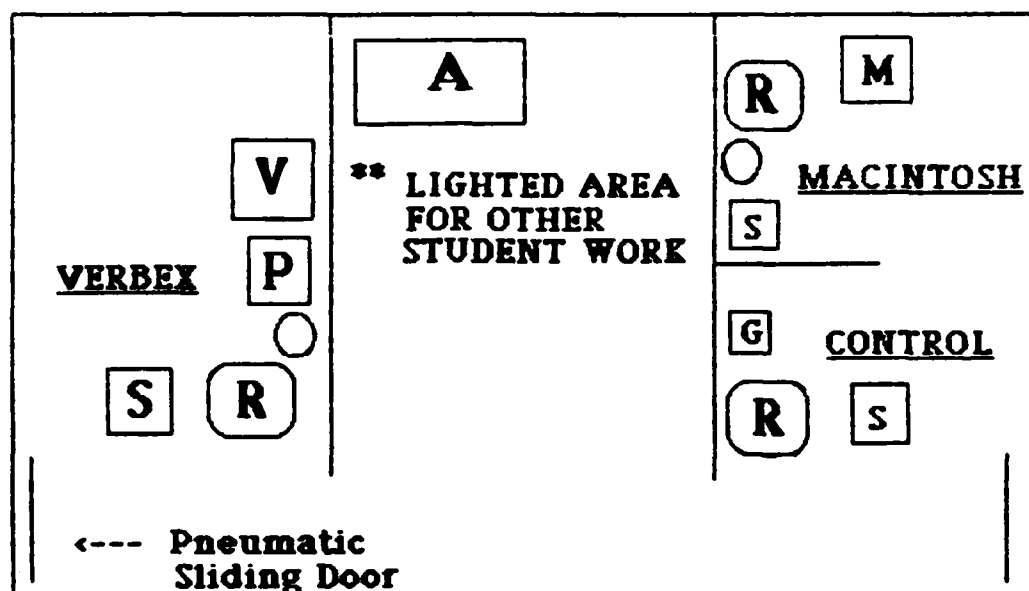 A
R
M
V
** LIGHTED AREA
FOR OTHER
STUDENT WORK
MACINTOSH
S
VERBEX
P
G
CONTROL
S
R
R
S
<--- Pneumatic
Sliding Door